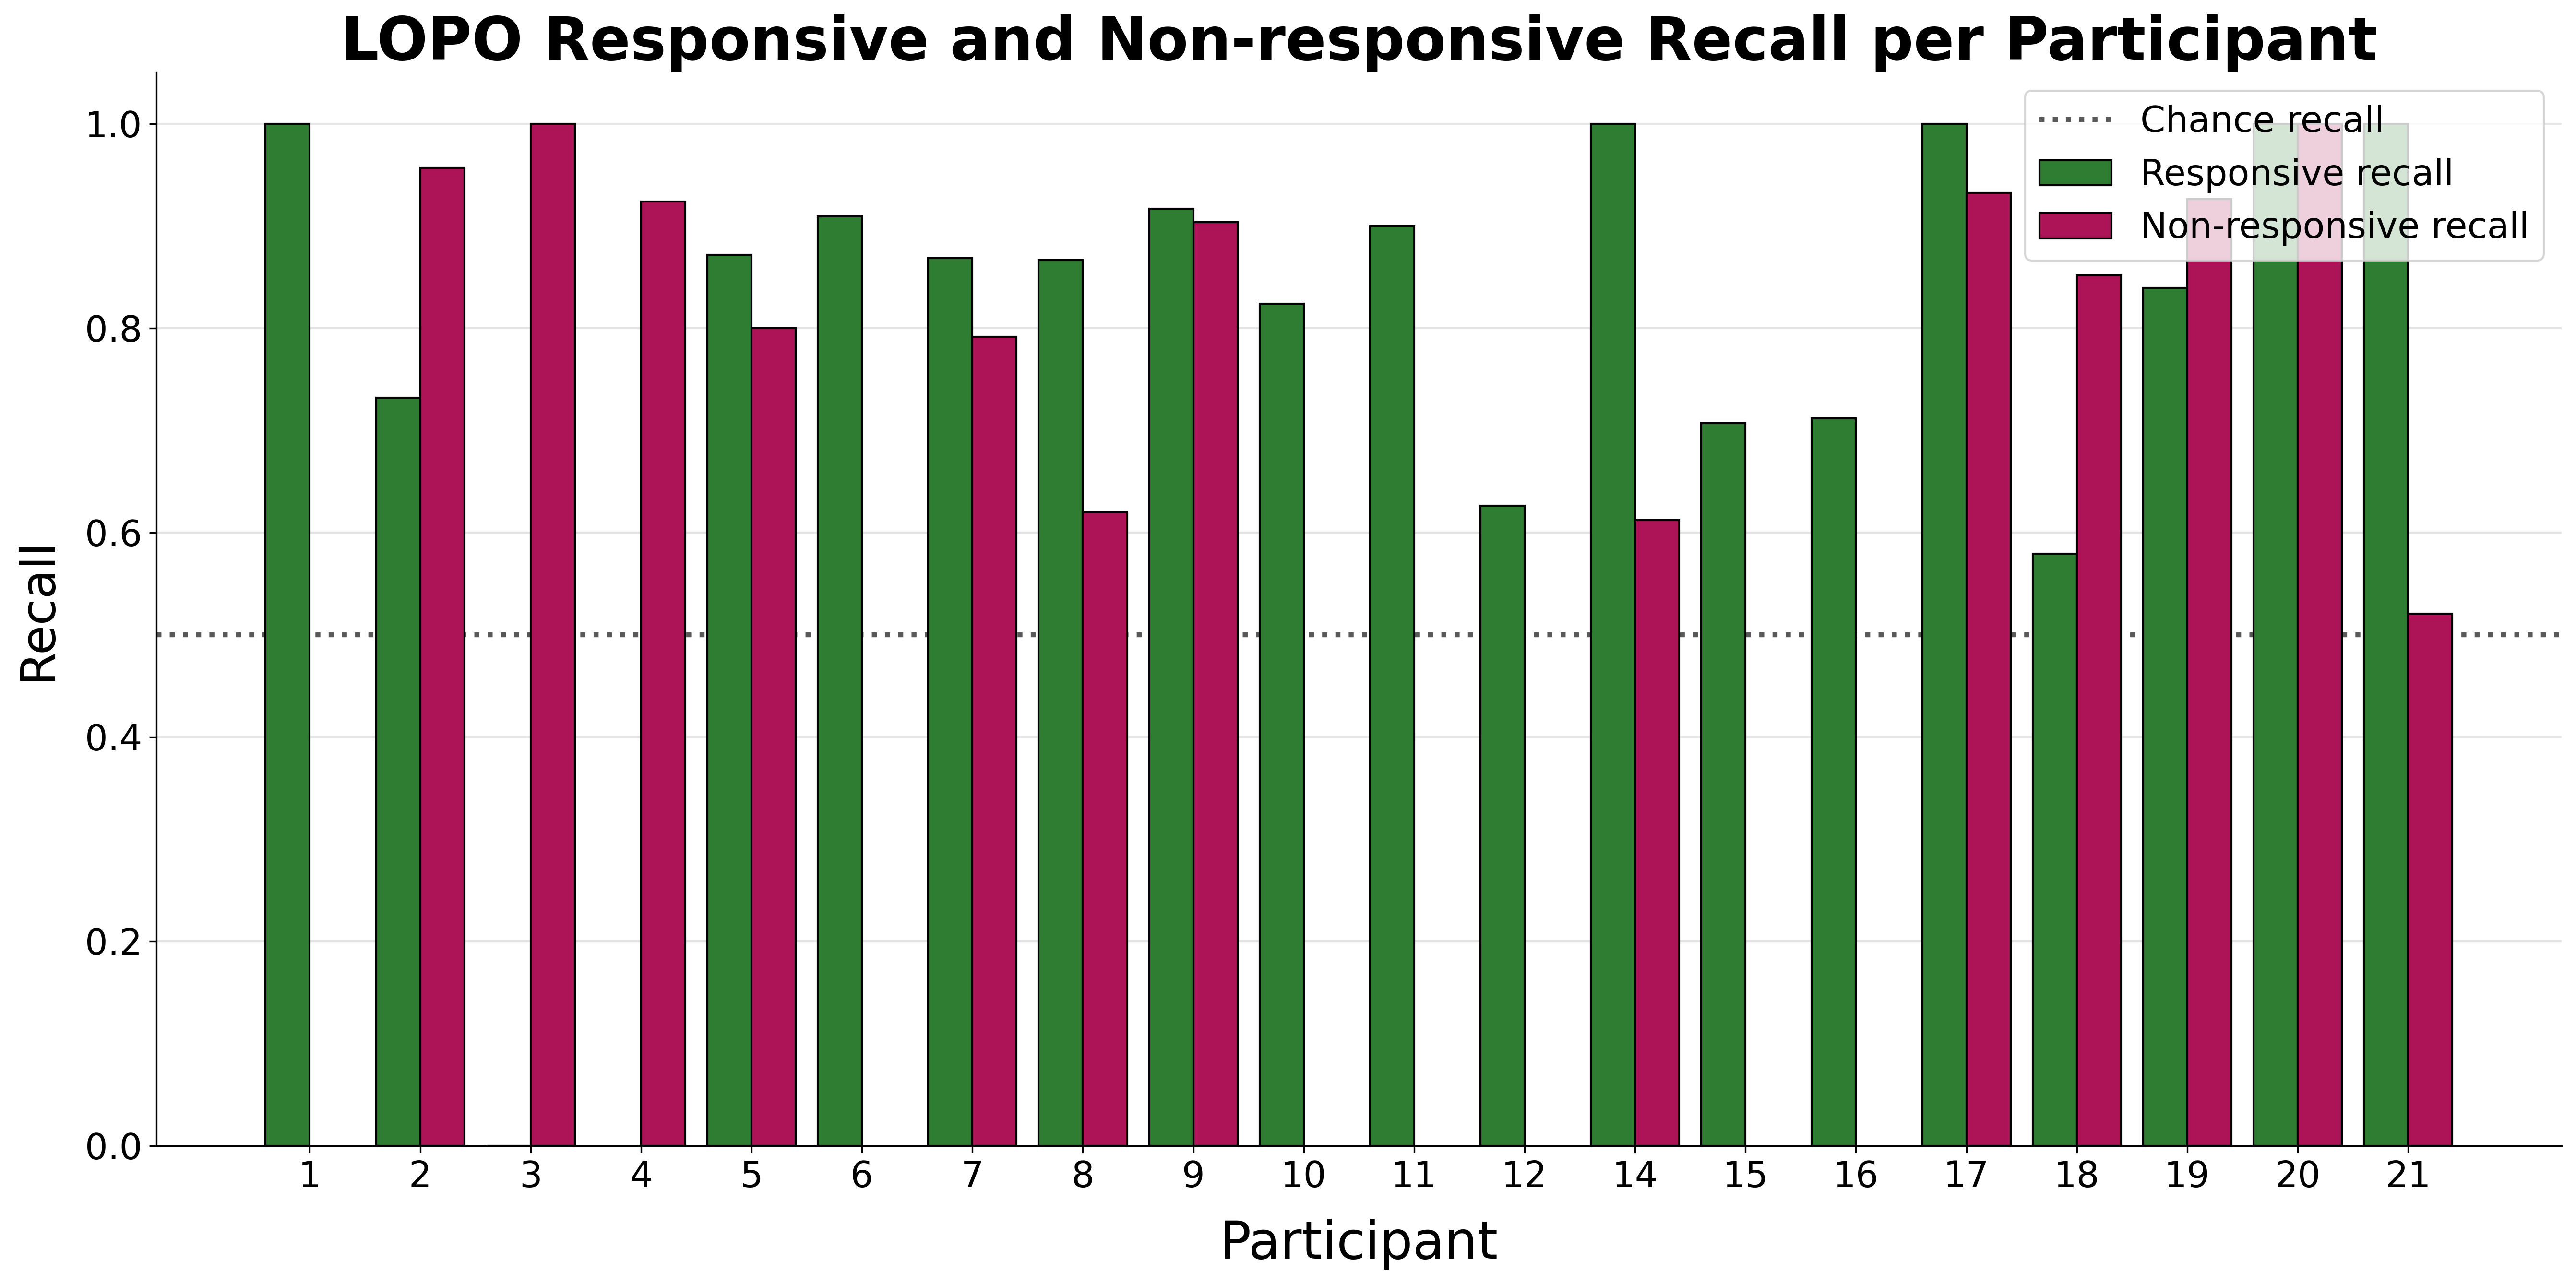 LOPO Responsive and Non-responsive Recall per Participant
Chance recall
Responsive recall
Non-responsive recall
Recall
1.0
0.8
0.6
0.4
0.2
0.0
1 2 3 4 5 6 7 8 9 10 11 12 14 15 16 17 18 19 20 21
Participant